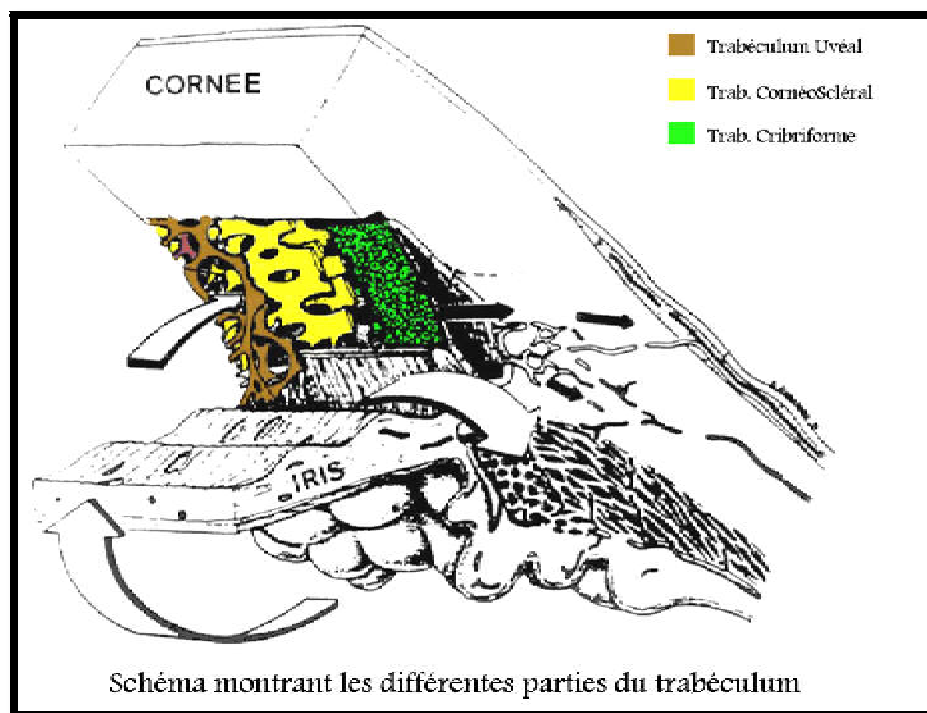 CORNEE
Trabéculum Uvéal
Trab. CornéoScléral
Trab. Cribriforme
IRIS
Schéma montrant les différentes parties du trabéculum